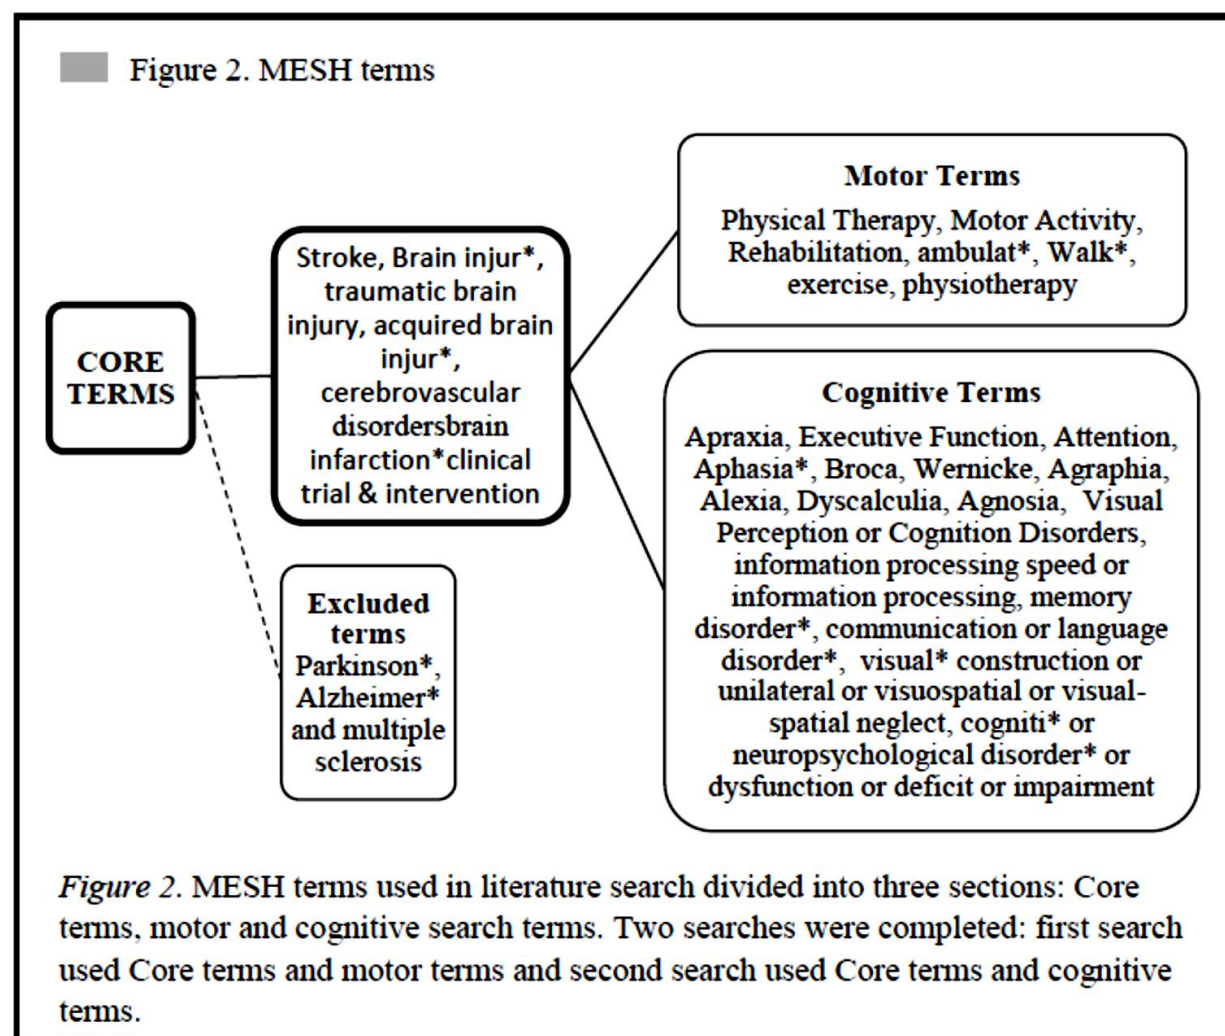 Figure 2. MESH terms
CORE
TERMS
Stroke, Brain injur*,
traumatic brain
injury, acquired brain
injur*,
cerebrovascular
disordersbrain
infarction*clinical
trial & intervention
Excluded
terms
Parkinson*,
Alzheimer*
and multiple
sclerosis
Motor Terms
Physical Therapy, Motor Activity,
Rehabilitation, ambulat*, Walk*,
exercise, physiotherapy
Cognitive Terms
Apraxia, Executive Function, Attention,
Aphasia*, Broca, Wernicke, Agraphia,
Alexia, Dyscalculia, Agnosia,  Visual
Perception or Cognition Disorders,
information processing speed or
information processing, memory
disorder*, communication or language
disorder*,  visual* construction or
unilateral or visuospatial or visual-
spatial neglect, cogniti* or
neuropsychological disorder* or
dysfunction or deficit or impairment
Figure 2. MESH terms used in literature search divided into three sections: Core
terms, motor and cognitive search terms. Two searches were completed: first search
used Core terms and motor terms and second search used Core terms and cognitive
terms.